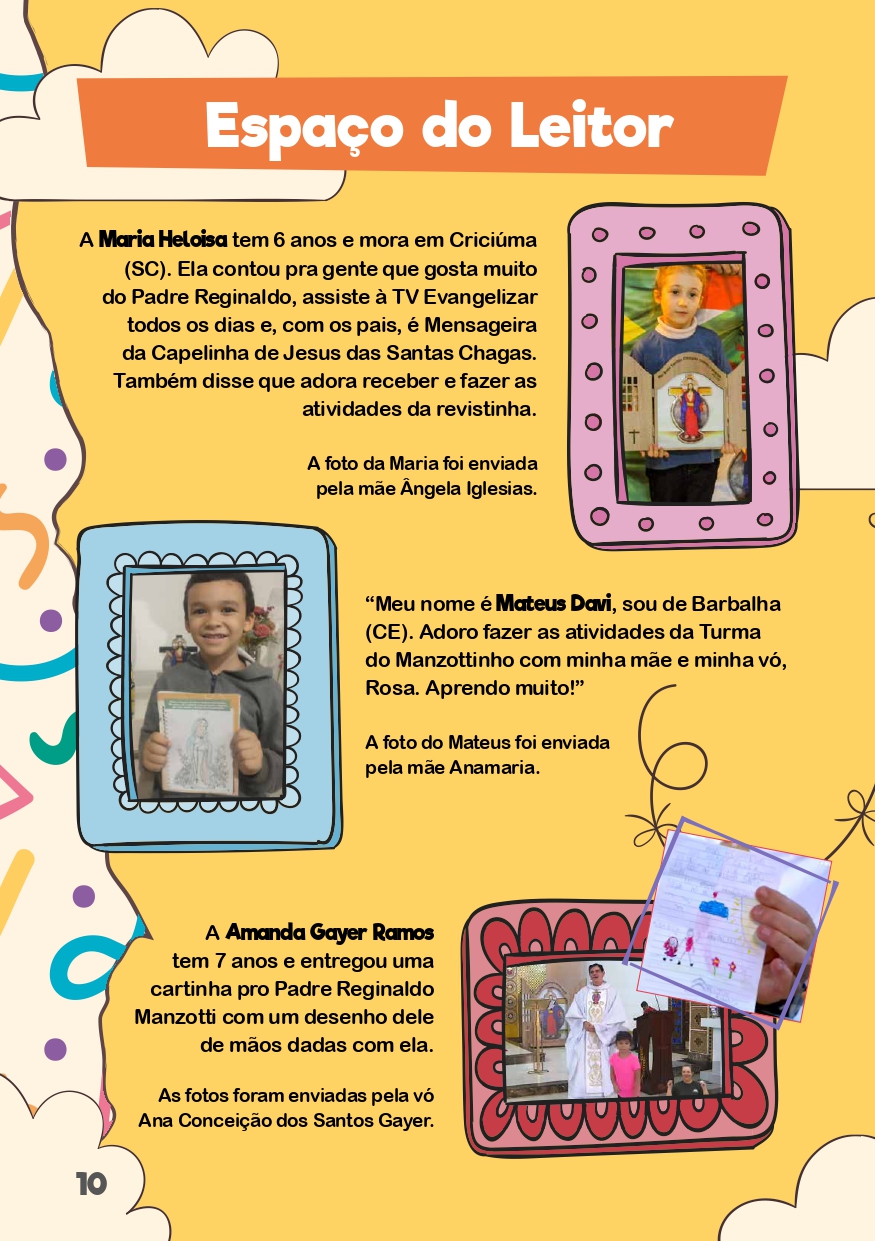 Espaço do Leitor
A Maria Heloisa tem 6 anos e mora em Criciúma
(SC). Ela contou pra gente que gosta muito
do Padre Reginaldo, assiste à TV Evangelizar
todos os dias e, com os pais, é Mensageira
da Capelinha de Jesus das Santas Chagas.
Também disse que adora receber e fazer as
atividades da revistinha.
A foto da Maria foi enviada
pela mãe Ângela Iglesias.
“Meu nome é Mateus Davi, sou de Barbalha
(CE). Adoro fazer as atividades da Turma
do Manzottinho com minha mãe e minha vó,
Rosa. Aprendo muito!”
A foto do Mateus foi enviada
pela mãe Anamaria.
A Amanda Gayer Ramos
tem 7 anos e entregou uma
cartinha pro Padre Reginaldo
Manzotti com um desenho dele
de mãos dadas com ela.
As fotos foram enviadas pela vó
Ana Conceição dos Santos Gayer.
10